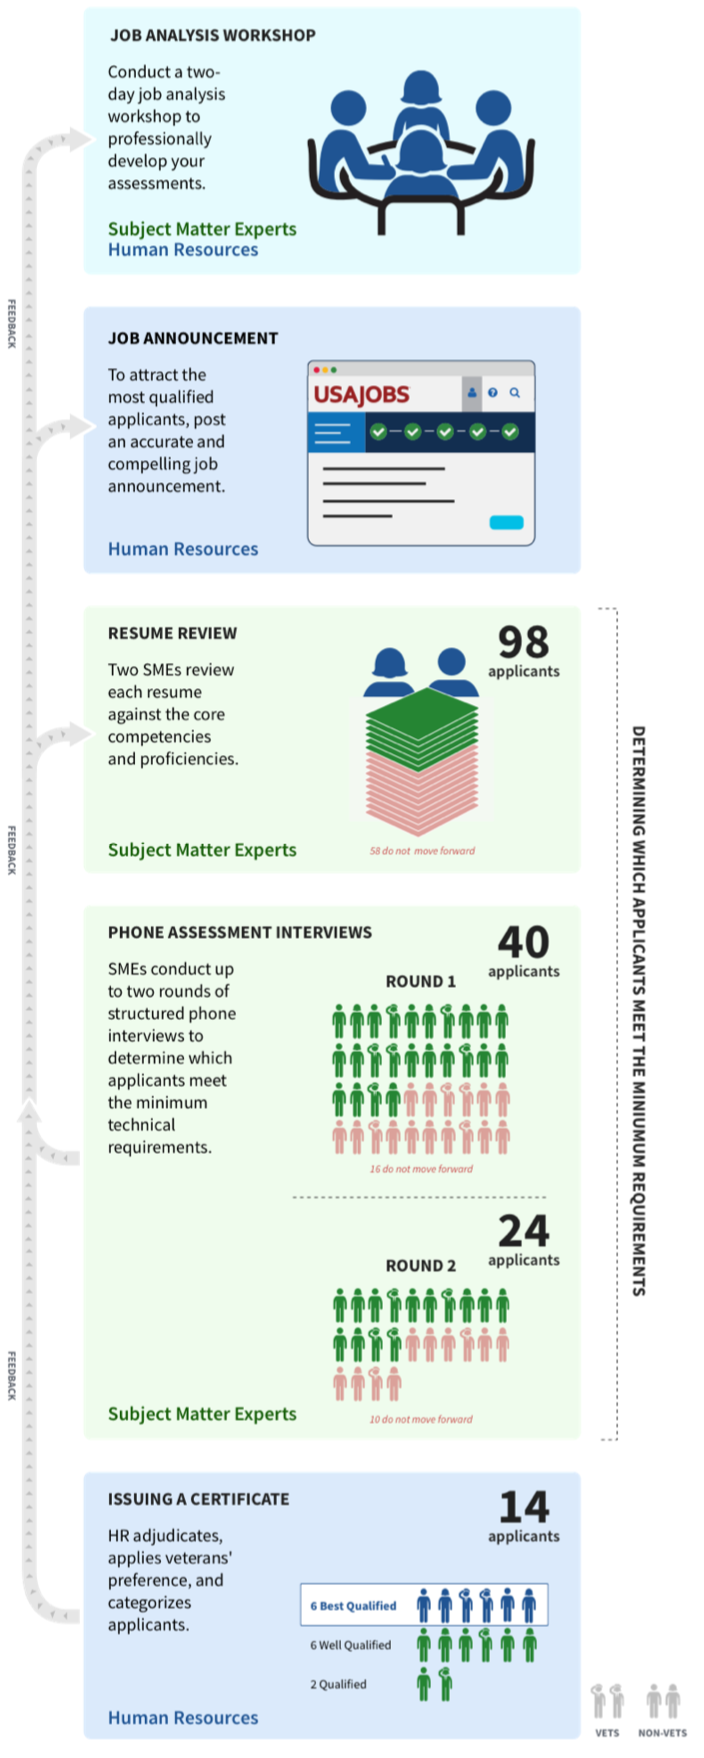 JOB ANALYSIS WORKSHOP
Conduct a two-
day job analysis
workshop to
professionally
develop your
assessments.
Subject Matter Experts
Human Resources
FEEDBACK
JOB ANNOUNCEMENT
To attract the
most qualified
applicants, post
an accurate and
compelling job
announcement.
Human Resources
USAJOBS
RESUME REVIEW
98
applicants
Two SMEs review
each resume
against the core
competencies
and proficiencies.
Subject Matter Experts
58 do not move forward
FEEDBACK
DETERMINING WHICH APPLICANTS MEET THE MINIUMUM REQUIREMENTS
PHONE ASSESSMENT INTERVIEWS
40
applicants
SMEs conduct up
to two rounds of
structured phone
interviews to
determine which
applicants meet
the minimum
technical
requirements.
ROUND 1
16 do not move forward
24
applicants
ROUND 2
10 do not move forward
Subject Matter Experts
FEEDBACK
ISSUING A CERTIFICATE
14
applicants
HR adjudicates,
applies veterans'
preference, and
categorizes
applicants.
6 Best Qualified
6 Well Qualified
2 Qualified
Human Resources
VETS
NON-VETS